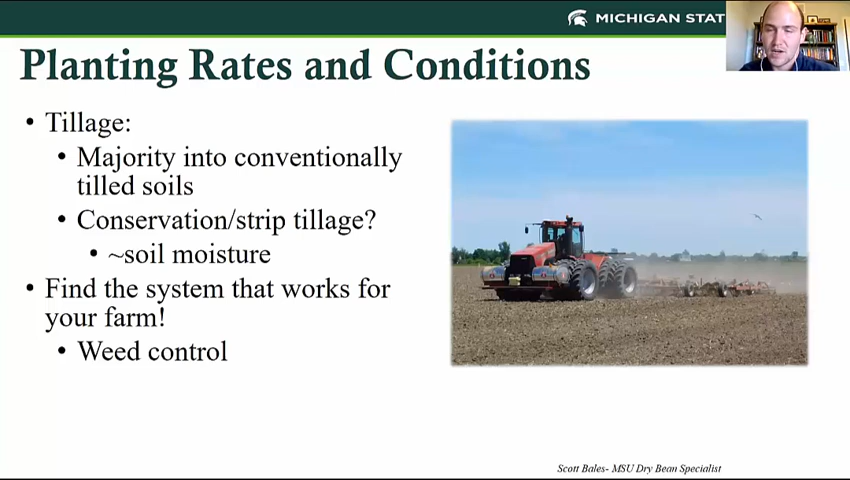 MICHIGAN STAT
Planting Rates and Conditions
• Tillage:
• Majority into conventionally
tilled soils
• Conservation/strip tillage?
• ~soil moisture
• Find the system that works for
your farm!
• Weed control
Scott Bales- MSU Dry Bean Specialist